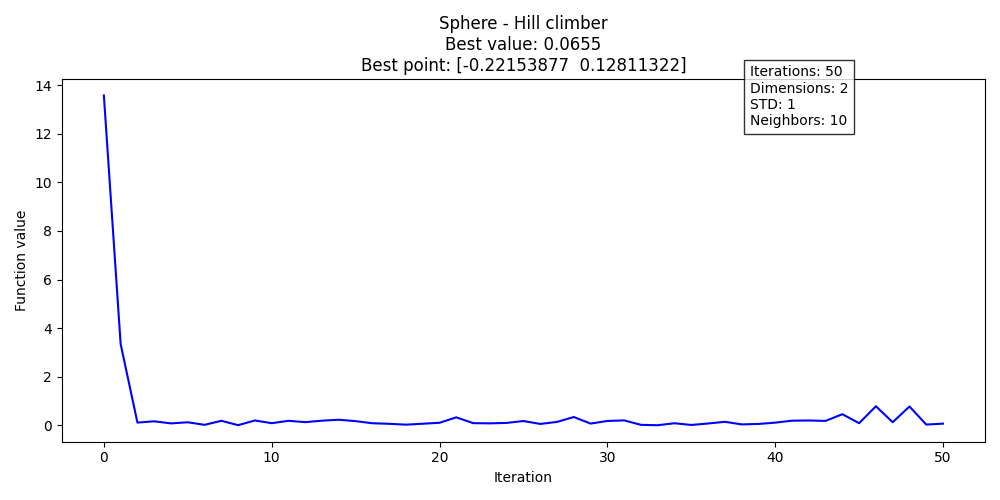 Sphere - Hill climber
Best value: 0.0655
Best point: [-0.22153877  0.12811322]
Iterations: 50
Dimensions: 2
STD: 1
Neighbors: 10
14
12
10
8
6
4
2
0
Function value
0 10 20 30 40 50
Iteration